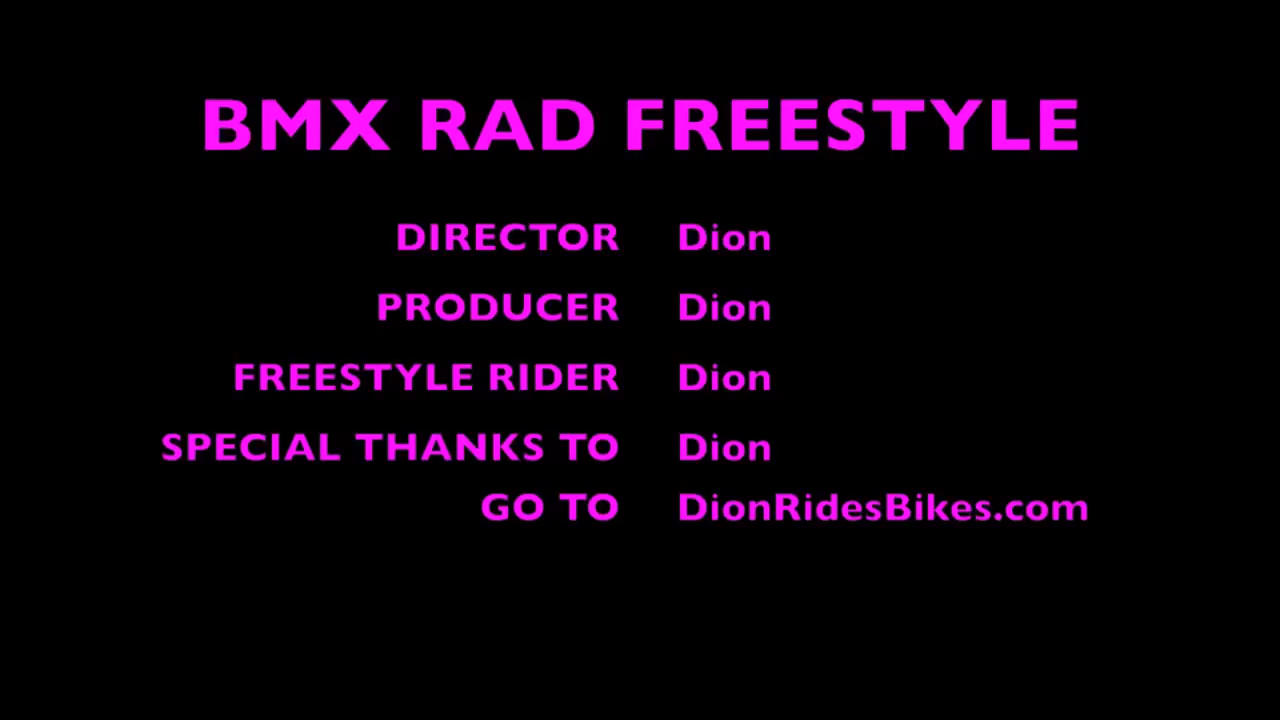 BMX RAD FREESTYLE
DIRECTOR Dion
PRODUCER Dion
FREESTYLE RIDER Dion
SPECIAL THANKS TO Dion
GO TO DionRidesBikes.com